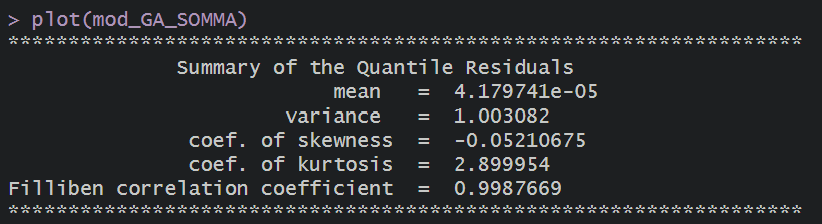 > plot(mod_GA_SOMMA)
******************************************************************
Summary of the Quantile Residuals
mean = 4.179741e-05
variance = 1.003082
coef. of skewness = -0.05210675
coef. of kurtosis = 2.899954
Filliben correlation coefficient = 0.9987669
******************************************************************